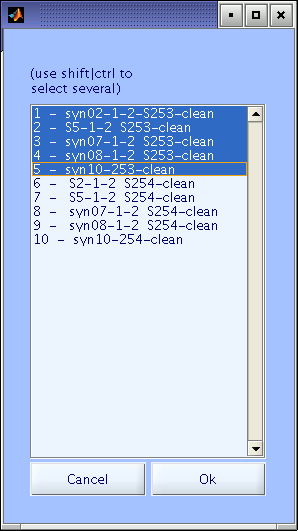 (use shift|ctrl to
select several)
1 - syn02-1-2-S253-clean
2 - S5-1-2 S253-clean
3 - syn07-1-2 S253-clean
4 - syn08-1-2 S253-clean
5 - syn10-253-clean
6 - S2-1-2 S254-clean
7 - S5-1-2 S254-clean
8 - syn07-1-2 S254-clean
9 - syn08-1-2 S254-clean
10 - syn10-254-clean
Cancel Ok